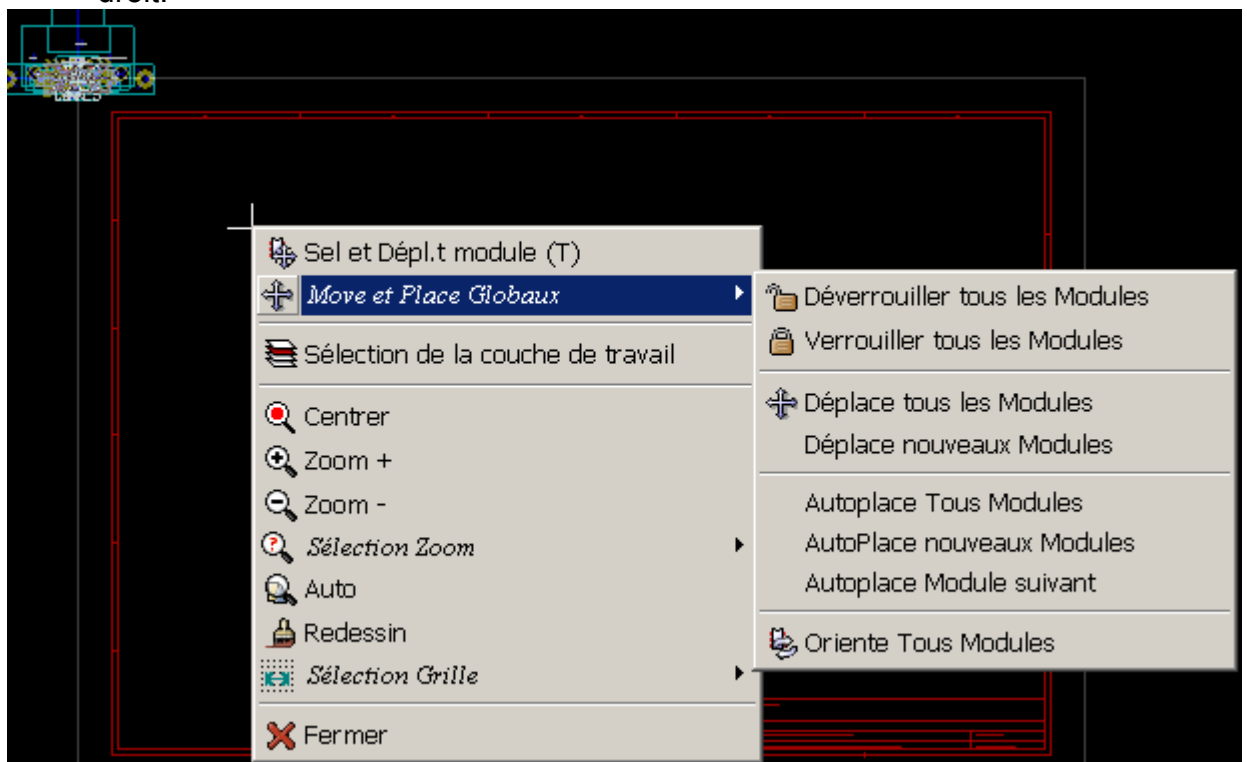 droit.
Sel et Dépl.t module (T)
Move et Place Globaux
Sélection de la couche de travail
Centrer
Zoom +
Zoom -
Sélection Zoom
Auto
Redessin
Sélection Grille
Fermer
Déverrouiller tous les Modules
Verrouiller tous les Modules
Déplace tous les Modules
Déplace nouveaux Modules
Autoplace Tous Modules
AutoPlace nouveaux Modules
Autoplace Module suivant
Oriente Tous Modules